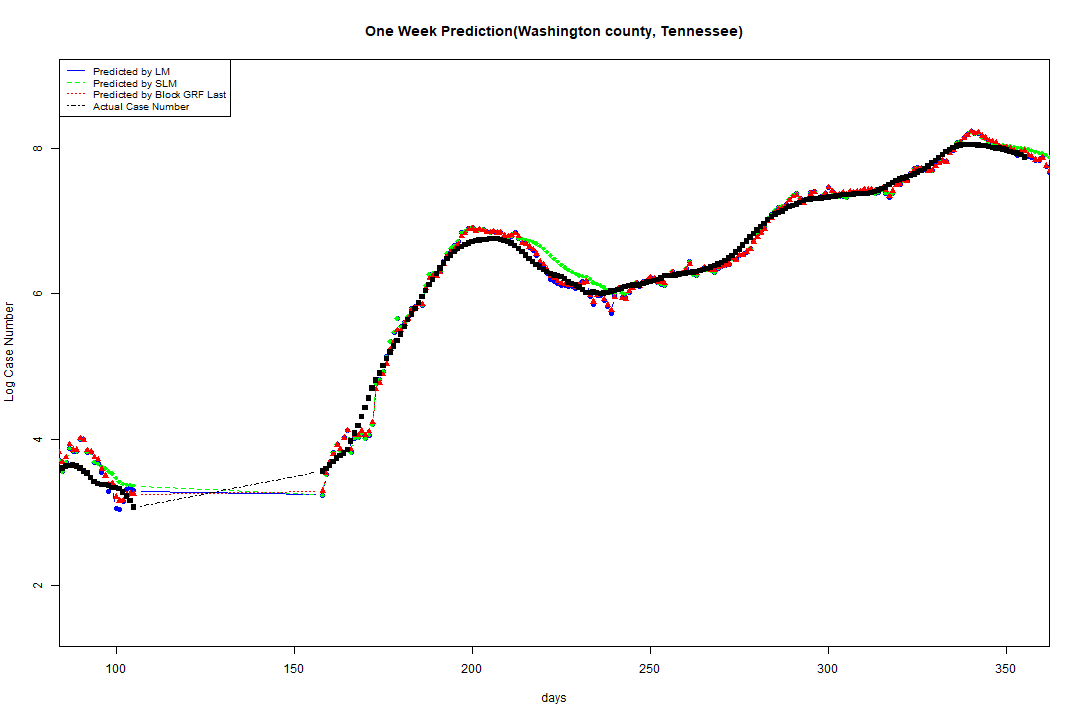 One Week Prediction(Washington county, Tennessee)
Predicted by LM
Predicted by SLM
Predicted by Block GRF Last
Actual Case Number
8
6
4
2
Log Case Number
100 150 200 250 300 350
days